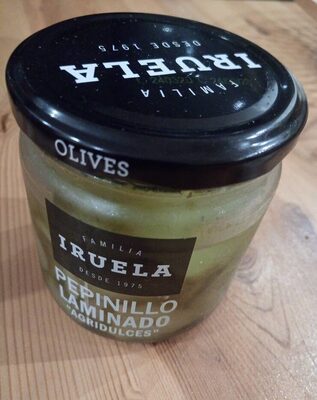 FAMILIA
IRUELA
DESDE 1975
OLIVES
FAMILIA
IRUELA
DESDE 1975
PEPINILLO
LAMINADO
"AGRIDULCES"